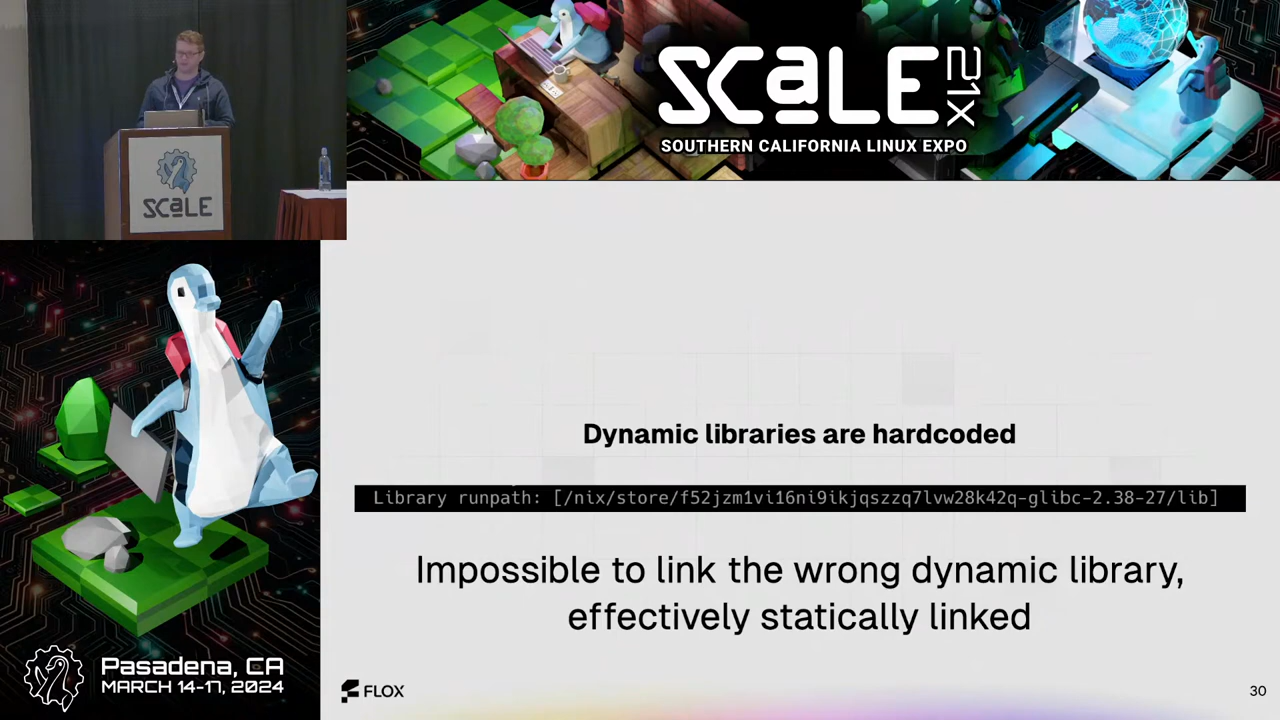 SCALE
21X
SOUTHERN CALIFORNIA LINUX EXPO
SCALE
Dynamic libraries are hardcoded
Library runpath: [/nix/store/f52jzm1vi16ni9ikjqszzq7lvw28k42q-glibc-2.38-27/lib]
Impossible to link the wrong dynamic library,
effectively statically linked
Pasadena, CA
MARCH 14-17, 2024
FLOX
30